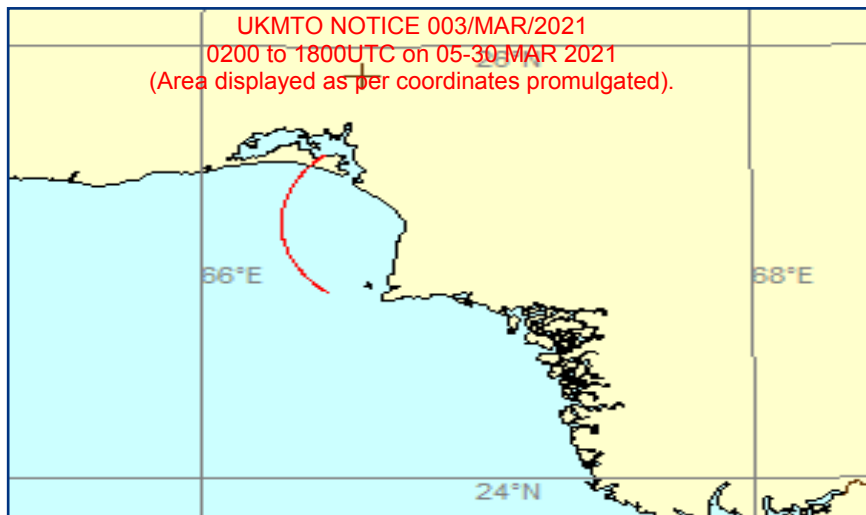 UKMTO NOTICE 003/MAR/2021
0200 to 1800UTC on 05-30 MAR 2021
26°N
(Area displayed as per coordinates promulgated).
66°E
68°E
24°N